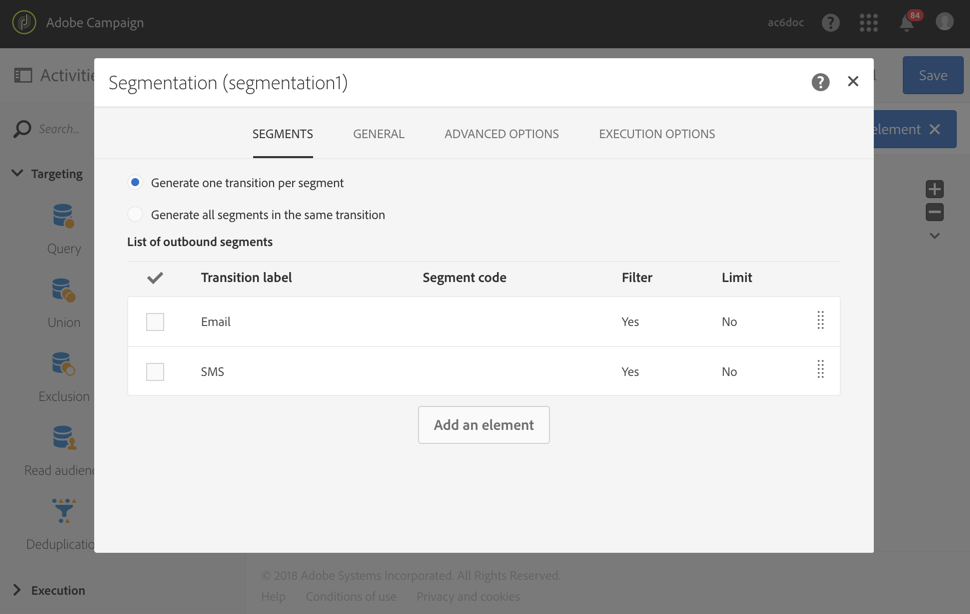 Adobe Campaign
ac6doc
84
Save
element
Search..
Targeting
Query
Union
Exclusion
Deduplicatio
Execution
Segmentation (segmentation1)
SEGMENTS GENERAL ADVANCED OPTIONS EXECUTION OPTIONS
Generate one transition per segment
Generate all segments in the same transition
List of outbound segments
Transition label Segment code Filter Limit
Email Yes No
SMS Yes No
Add an element
© 2018 Adobe Systems Incorporated. All Rights Reserved.
Help Conditions of use Privacy and cookies